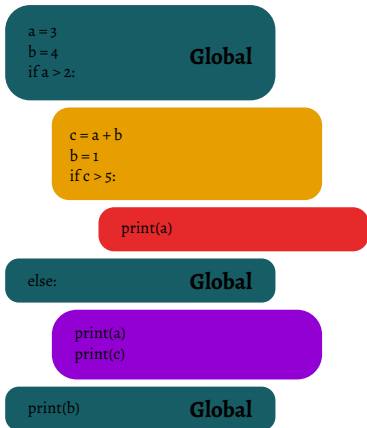 a = 3
b = 4
if a > 2:
Global
c = a + b
b = 1
if c > 5:
print(a)
else:
Global
print(a)
print(c)
print(b)
Global